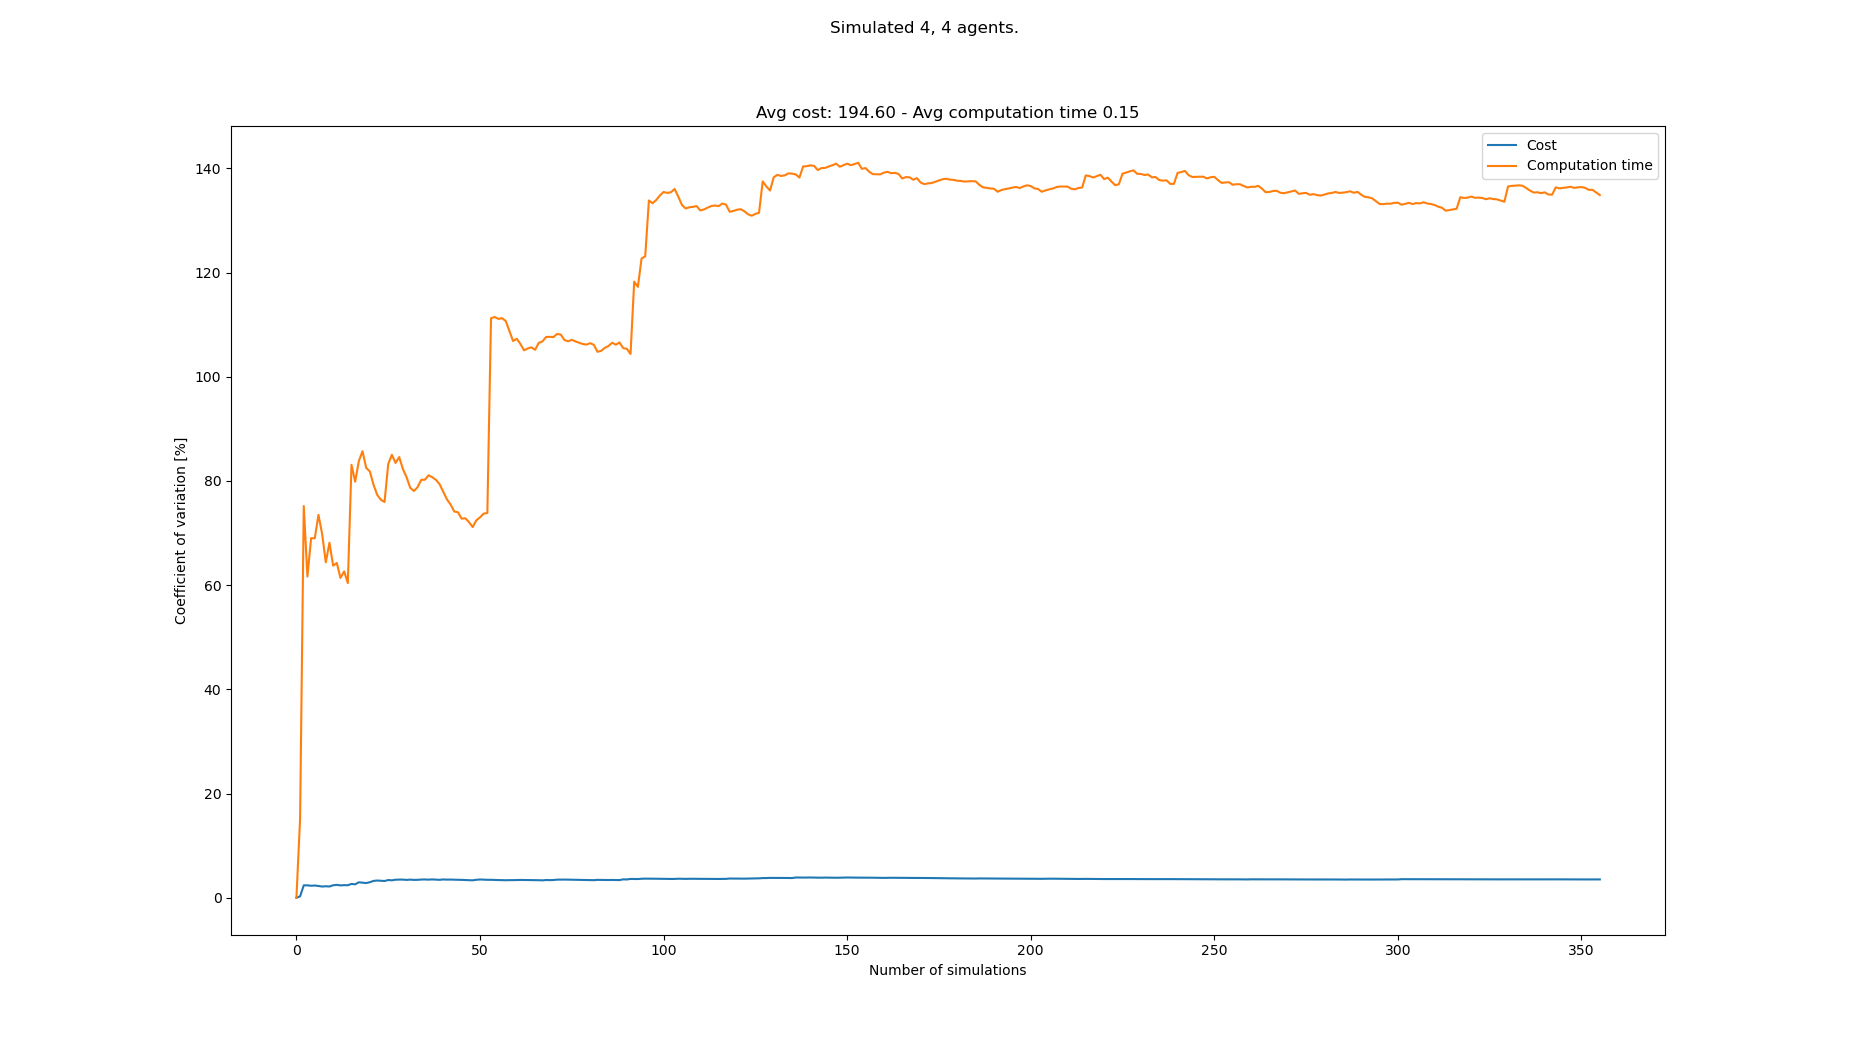 Simulated 4, 4 agents.
Avg cost: 194.60 - Avg computation time 0.15
Cost
Computation time
Coefficient of variation [%]
140
120
100
80
60
40
20
0
0 50 100 150 200 250 300 350
Number of simulations